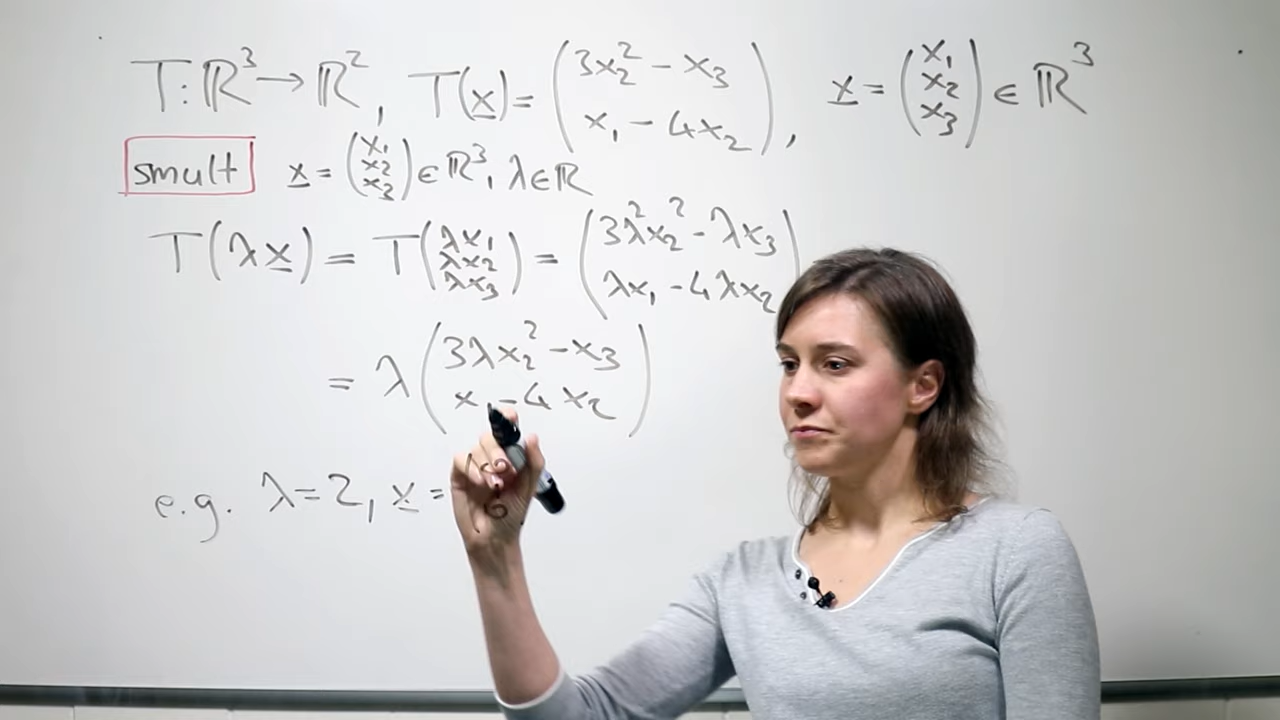 T: ℝ³ → ℝ², T(x̲) = (3x₂² − x₃ ; x₁ − 4x₂), x̲ = (x₁ ; x₂ ; x₃) ∈ ℝ³
smult x̲ = (x₁ ; x₂ ; x₃) ∈ ℝ³, λ ∈ ℝ
T(λx̲) = T(λx₁ ; λx₂ ; λx₃) = (3λ²x₂² − λx₃ ; λx₁ − 4λx₂)
= λ(3λx₂² − x₃ ; x₁ − 4x₂)
e.g. λ = 2, x̲ =